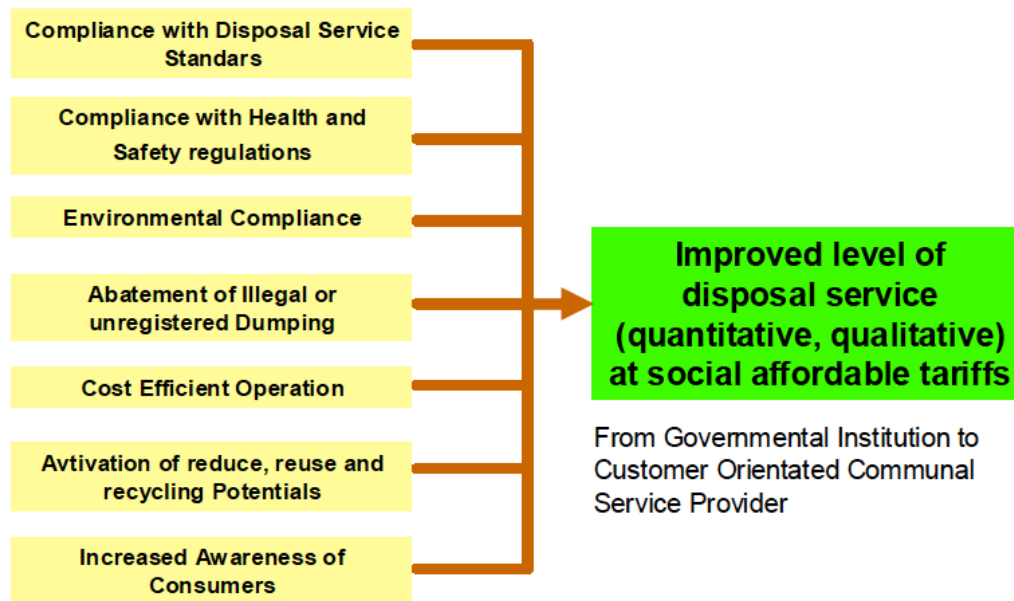 Compliance with Disposal Service
Standars
Compliance with Health and
Safety regulations
Environmental Compliance
Abatement of Illegal or
unregistered Dumping
Cost Efficient Operation
Avtivation of reduce, reuse and
recycling Potentials
Increased Awareness of
Consumers
Improved level of
disposal service
(quantitative, qualitative)
at social affordable tariffs
From Governmental Institution to
Customer Orientated Communal
Service Provider